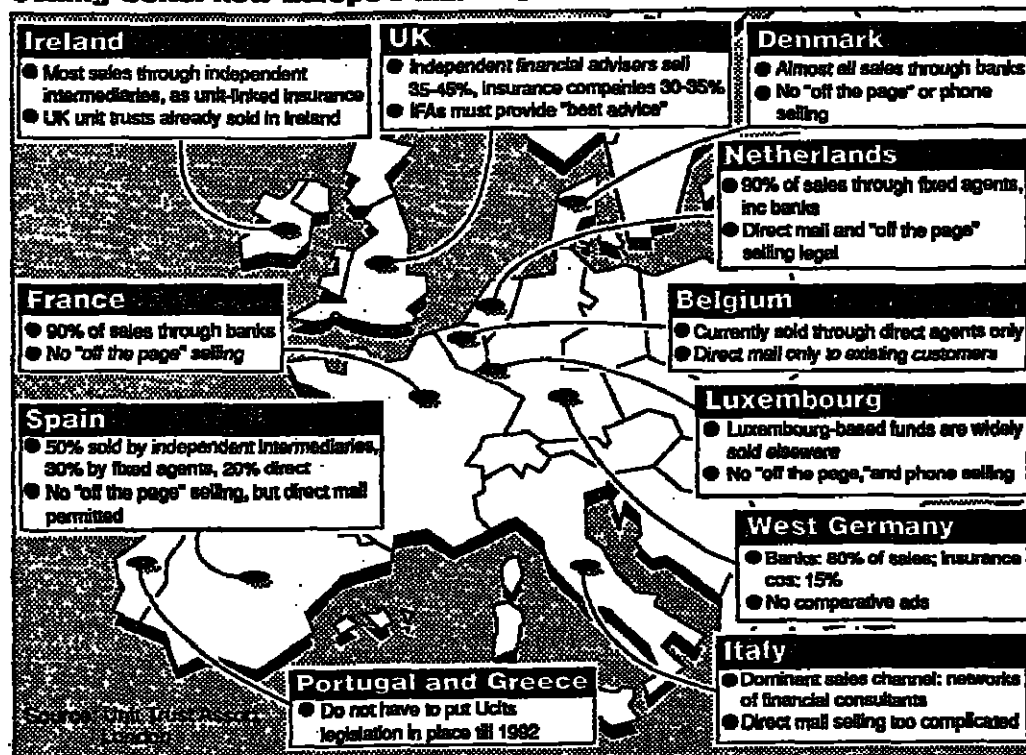 Ireland
● Most sales through independent
intermediaries, as unit-linked insurance
● UK unit trusts already sold in Ireland
UK
● Independent financial advisers sell
35-45%, insurance companies 30-35%
● IFAs must provide "best advice"
Denmark
● Almost all sales through banks
● No "off the page" or phone
selling
Netherlands
● 90% of sales through fixed agents,
inc banks
● Direct mail and "off the page"
selling legal
France
● 90% of sales through banks
● No "off the page" selling
Belgium
● Currently sold through direct agents only
● Direct mail only to existing customers
Spain
● 50% sold by independent intermediaries,
30% by fixed agents, 20% direct
● No "off the page" selling, but direct mail
permitted
Luxembourg
● Luxembourg-based funds are widely
sold elseware
● No "off the page,"and phone selling
West Germany
● Banks: 80% of sales; insurance
cos: 15%
● No comparative ads
Italy
● Dominant sales channel: networks
of financial consultants
● Direct mail selling too complicated
Portugal and Greece
● Do not have to put Ucits
legislation in place till 1992
Source: Unit Trust Assocn,
London